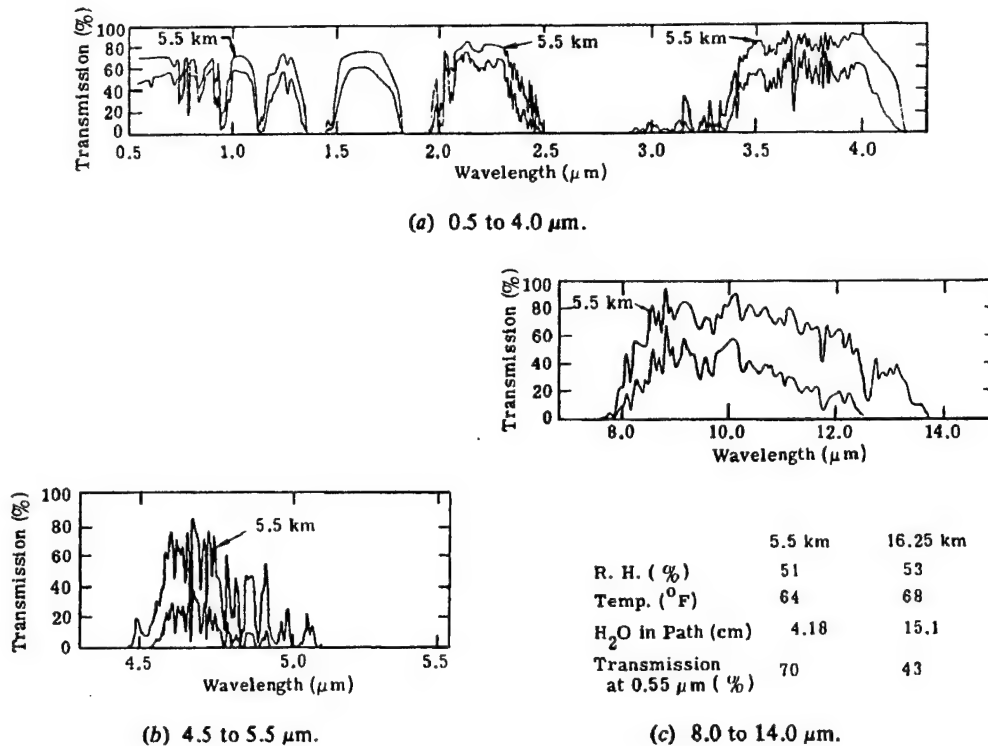 Transmission (%)
100
80
60
40
20
0
5.5 km
5.5 km
5.5 km
0.5
1.0
1.5
2.0
2.5
3.0
3.5
4.0
Wavelength (μm)
(a) 0.5 to 4.0 μm.
Transmission (%)
100
80
60
40
20
0
5.5 km
8.0
10.0
12.0
14.0
Wavelength (μm)
Transmission (%)
100
80
60
40
20
0
5.5 km
4.5
5.0
5.5
Wavelength (μm)
(b) 4.5 to 5.5 μm.
5.5 km 16.25 km
R. H. ( %) 51 53
Temp. (°F) 64 68
H₂O in Path (cm) 4.18 15.1
Transmission
at 0.55 μm ( %) 70 43
(c) 8.0 to 14.0 μm.